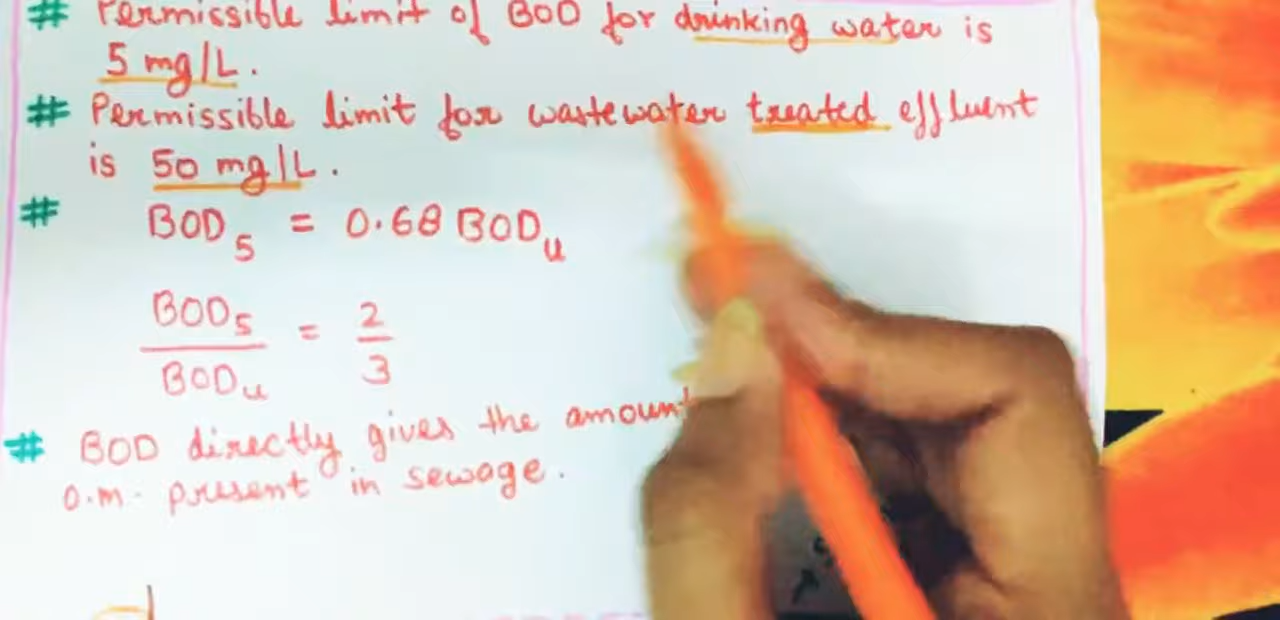 # Permissible limit of BOD for drinking water is
5 mg/L.
# Permissible limit for wastewater treated effluent
is 50 mg/L.
# BOD5 = 0.68 BODu
BOD5 / BODu = 2 / 3
# BOD directly gives the amount
O.M. present in sewage.